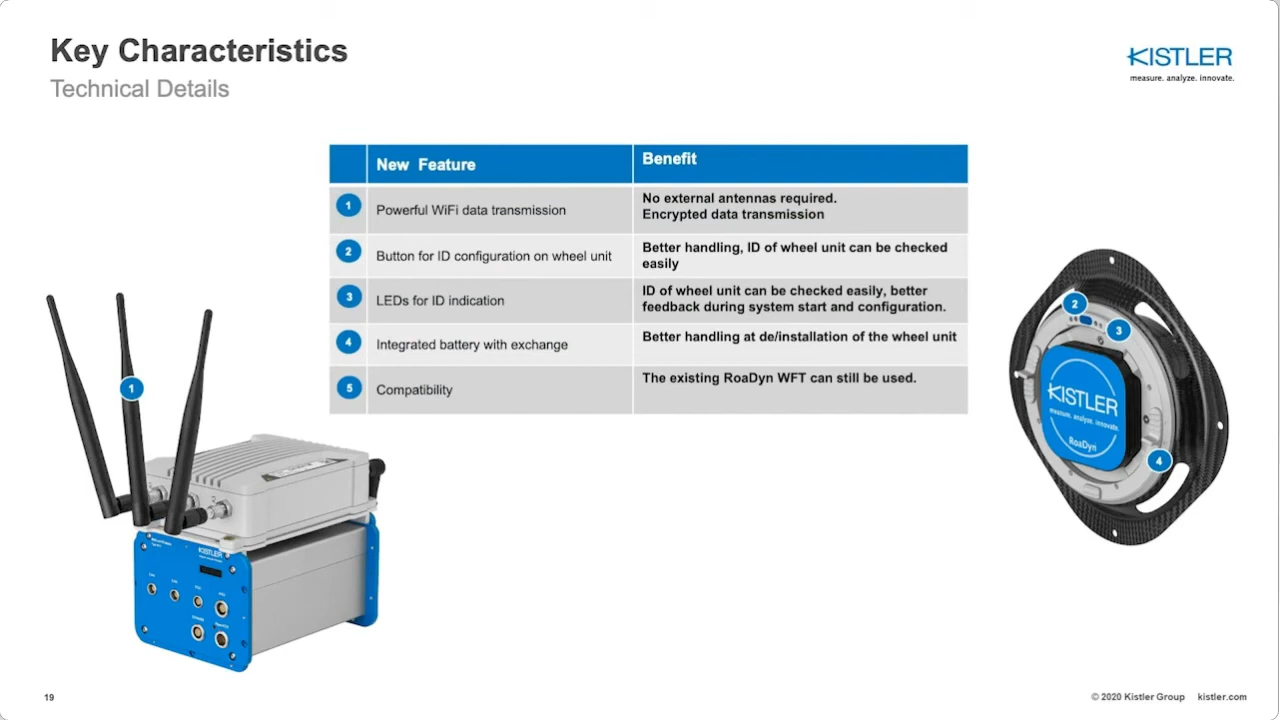 Key Characteristics
Technical Details
KISTLER
measure. analyze. innovate.
New Feature
Benefit
1
Powerful WiFi data transmission
No external antennas required.
Encrypted data transmission
2
Button for ID configuration on wheel unit
Better handling, ID of wheel unit can be checked
easily
3
LEDs for ID indication
ID of wheel unit can be checked easily, better
feedback during system start and configuration.
4
Integrated battery with exchange
Better handling at de/installation of the wheel unit
5
Compatibility
The existing RoaDyn WFT can still be used.
1
KISTLER
2
3
KISTLER
measure. analyze. innovate.
RoaDyn
4
19
© 2020 Kistler Group
kistler.com